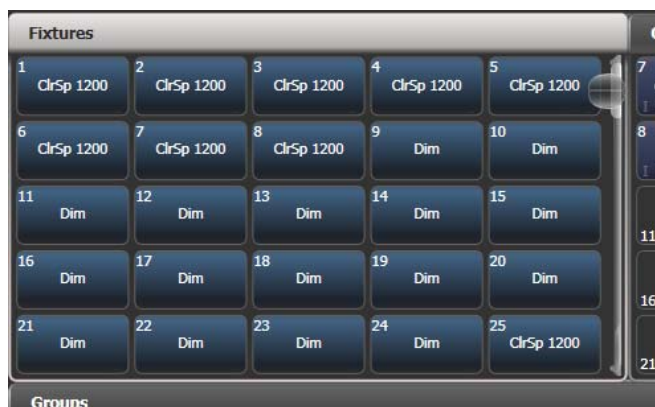 Fixtures
1 2 3 4 5 7
ClrSp 1200 ClrSp 1200 ClrSp 1200 ClrSp 1200 ClrSp 1200
6 7 8 9 10 8
ClrSp 1200 ClrSp 1200 ClrSp 1200 Dim Dim
11 12 13 14 15
Dim Dim Dim Dim Dim
11
16 17 18 19 20
Dim Dim Dim Dim Dim
16
21 22 23 24 25
Dim Dim Dim Dim ClrSp 1200
21
Groups